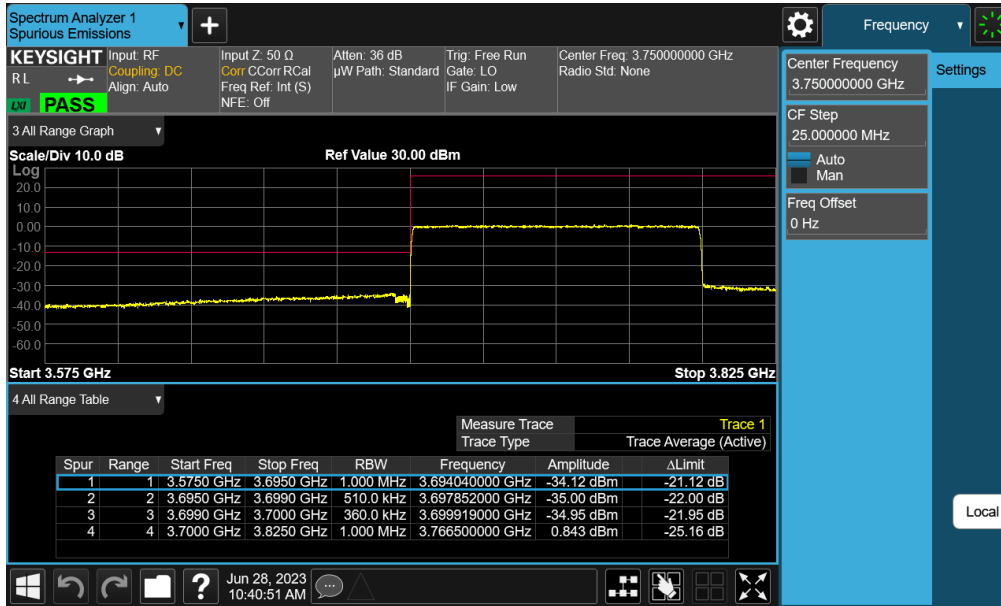 Spectrum Analyzer 1
Spurious Emissions
+
Frequency
KEYSIGHT
RL
LXI
PASS
Input: RF
Coupling: DC
Align: Auto
Input Z: 50 Ω
Corr CCorr RCal
Freq Ref: Int (S)
NFE: Off
Atten: 36 dB
µW Path: Standard
Trig: Free Run
Gate: LO
IF Gain: Low
Center Freq: 3.750000000 GHz
Radio Std: None
Center Frequency
3.750000000 GHz
Settings
CF Step
25.000000 MHz
Auto
Man
Freq Offset
0 Hz
Local
3 All Range Graph
Scale/Div 10.0 dB Ref Value 30.00 dBm
Log
20.0
10.0
0.00
-10.0
-20.0
-30.0
-40.0
-50.0
-60.0
Start 3.575 GHz Stop 3.825 GHz
4 All Range Table
Measure Trace Trace 1
Trace Type Trace Average (Active)
Spur Range Start Freq Stop Freq RBW Frequency Amplitude ΔLimit
1 1 3.5750 GHz 3.6950 GHz 1.000 MHz 3.694040000 GHz -34.12 dBm -21.12 dB
2 2 3.6950 GHz 3.6990 GHz 510.0 kHz 3.697852000 GHz -35.00 dBm -22.00 dB
3 3 3.6990 GHz 3.7000 GHz 360.0 kHz 3.699919000 GHz -34.95 dBm -21.95 dB
4 4 3.7000 GHz 3.8250 GHz 1.000 MHz 3.766500000 GHz 0.843 dBm -25.16 dB
?
Jun 28, 2023
10:40:51 AM